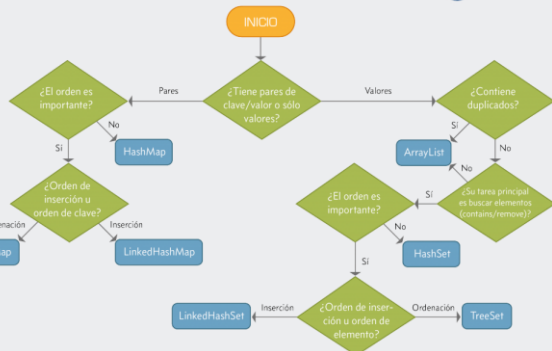 INICIO
¿El orden es
importante?
Pares
¿Tiene pares de
clave/valor o sólo
valores?
Valores
¿Contiene
duplicados?
No
Sí
HashMap
Sí
No
ArrayList
No
¿Orden de
inserción u
orden de clave?
¿El orden es
importante?
Sí
¿Su tarea principal
es buscar elementos
(contains/remove)?
Inserción
LinkedHashMap
No
HashSet
Sí
LinkedHashSet
Inserción
¿Orden de inser-
ción u orden de
elemento?
Ordenación
TreeSet